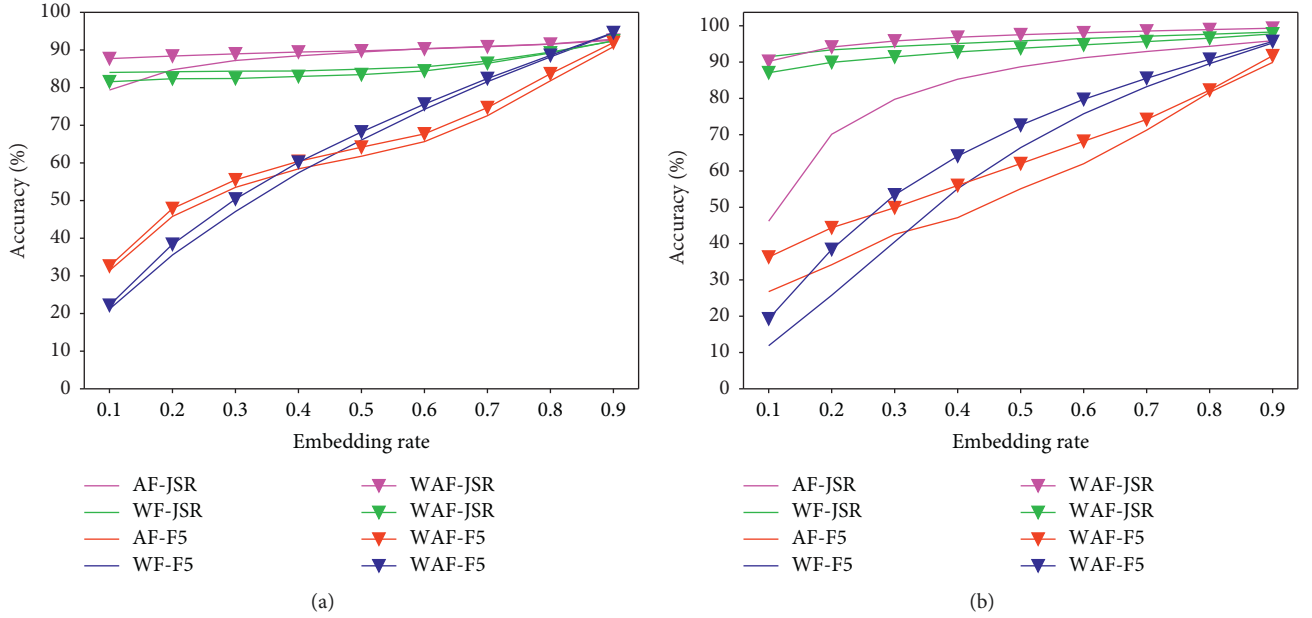 100
90
80
70
60
50
40
30
20
10
0
Accuracy (%)
0.1 0.2 0.3 0.4 0.5 0.6 0.7 0.8 0.9
Embedding rate
AF-JSR WAF-JSR
WF-JSR WAF-JSR
AF-F5 WAF-F5
WF-F5 WAF-F5
(a)
100
90
80
70
60
50
40
30
20
10
0
Accuracy (%)
0.1 0.2 0.3 0.4 0.5 0.6 0.7 0.8 0.9
Embedding rate
AF-JSR WAF-JSR
WF-JSR WAF-JSR
AF-F5 WAF-F5
WF-F5 WAF-F5
(b)